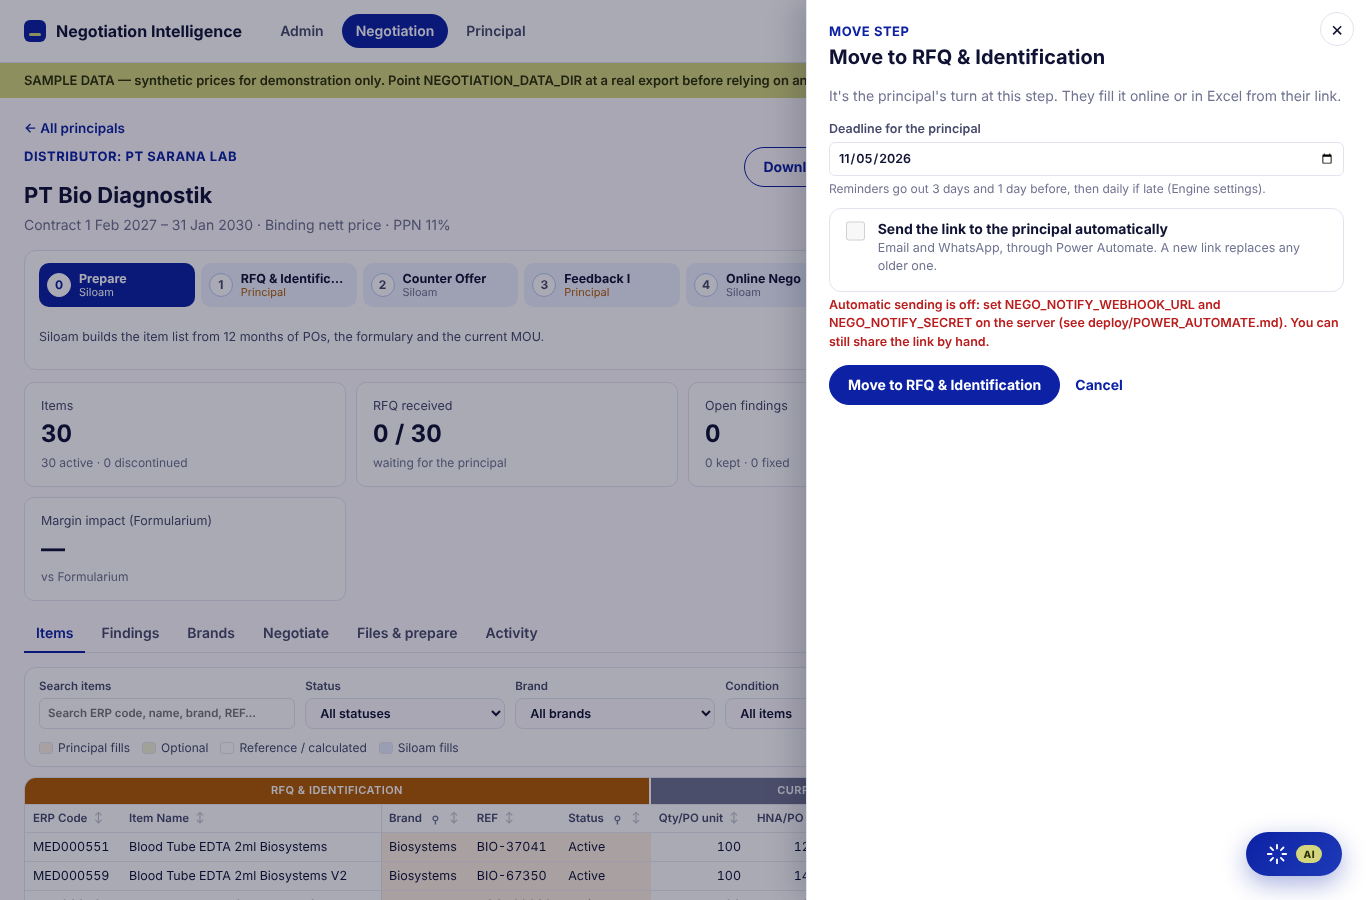 Negotiation Intelligence
Admin
Negotiation
Principal
SAMPLE DATA — synthetic prices for demonstration only. Point NEGOTIATION_DATA_DIR at a real export before relying on
← All principals
DISTRIBUTOR: PT SARANA LAB
PT Bio Diagnostik
Contract 1 Feb 2027 – 31 Jan 2030 · Binding nett price · PPN 11%
0 Prepare
Siloam
1 RFQ & Identific...
Principal
2 Counter Offer
Siloam
3 Feedback I
Principal
4 Online Nego
Siloam
Siloam builds the item list from 12 months of POs, the formulary and the current MOU.
Items
30
30 active · 0 discontinued
RFQ received
0 / 30
waiting for the principal
Open findings
0
0 kept · 0 fixed
Margin impact (Formularium)
—
vs Formularium
Items
Findings
Brands
Negotiate
Files & prepare
Activity
Search items
Search ERP code, name, brand, REF...
Status
All statuses
Brand
All brands
Condition
All items
Principal fills
Optional
Reference / calculated
Siloam fills
RFQ & IDENTIFICATION
ERP Code
Item Name
Brand
REF
Status
Qty/PO unit
HNA/PO
MED000551 Blood Tube EDTA 2ml Biosystems Biosystems BIO-37041 Active 100
MED000559 Blood Tube EDTA 2ml Biosystems V2 Biosystems BIO-67350 Active 100
MOVE STEP
Move to RFQ & Identification
It's the principal's turn at this step. They fill it online or in Excel from their link.
Deadline for the principal
11/05/2026
Reminders go out 3 days and 1 day before, then daily if late (Engine settings).
Send the link to the principal automatically
Email and WhatsApp, through Power Automate. A new link replaces any
older one.
Automatic sending is off: set NEGO_NOTIFY_WEBHOOK_URL and
NEGO_NOTIFY_SECRET on the server (see deploy/POWER_AUTOMATE.md). You can
still share the link by hand.
Move to RFQ & Identification
Cancel
AI